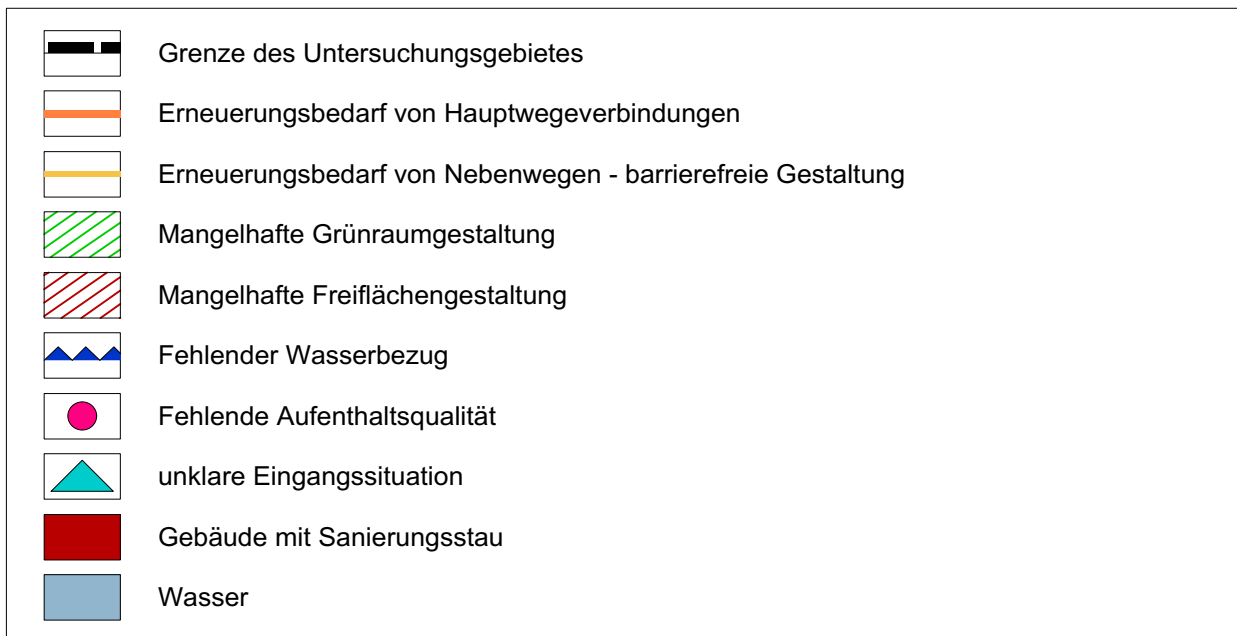 Grenze des Untersuchungsgebietes
Erneuerungsbedarf von Hauptwegeverbindungen
Erneuerungsbedarf von Nebenwegen - barrierefreie Gestaltung
Mangelhafte Grünraumgestaltung
Mangelhafte Freiflächengestaltung
Fehlender Wasserbezug
Fehlende Aufenthaltsqualität
unklare Eingangssituation
Gebäude mit Sanierungsstau
Wasser